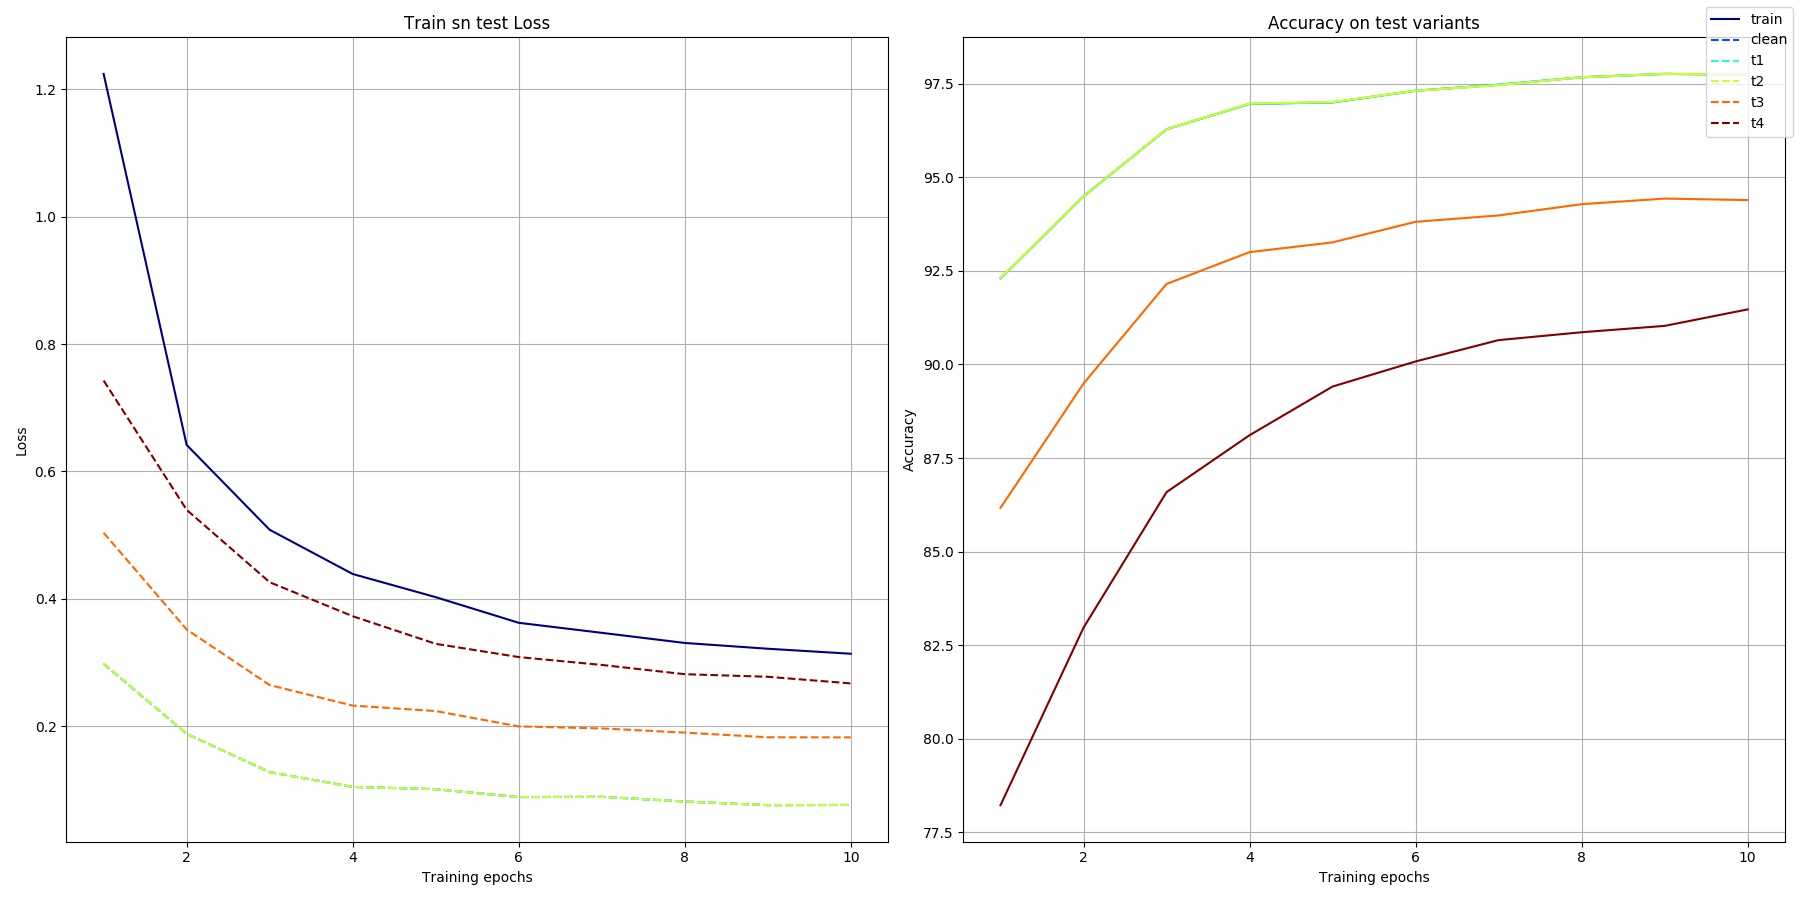 Train sn test Loss
1.2
1.0
0.8
0.6
0.4
0.2
Loss
2 4 6 8 10
Training epochs
Accuracy on test variants
97.5
95.0
92.5
90.0
87.5
85.0
82.5
80.0
77.5
Accuracy
2 4 6 8 10
Training epochs
train
clean
t1
t2
t3
t4